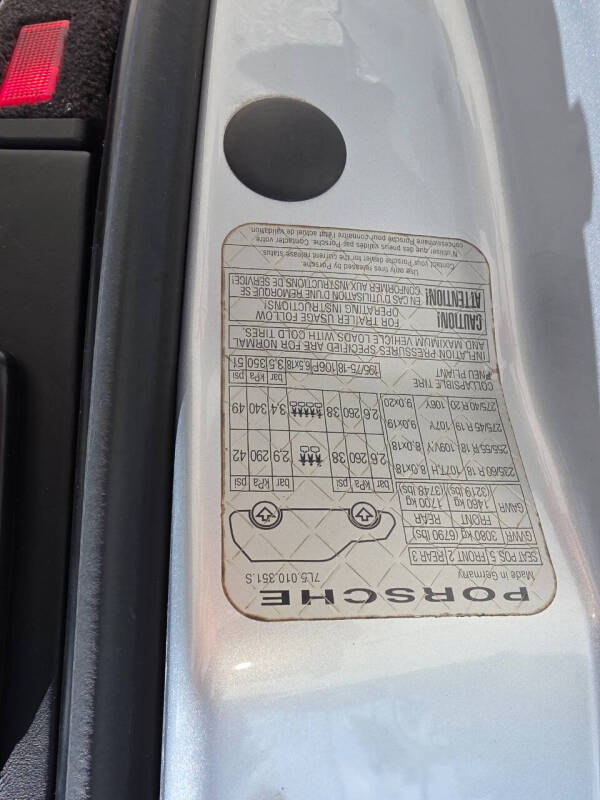 PORSCHE
Made in Germany 7L5.010.351.S
SEAT POS. 5 FRONT 2 REAR 3
GVWR 3080 kg (6790 lbs)
GAWR FRONT REAR
1460 kg 1700 kg
(3219 lbs) (3748 lbs)
bar kPa psi bar kPa psi
235/60 R 18 107T,H 8.0x18
255/55 R 18 109V/Y 8.0x18
2.6 260 38 2.9 290 42
275/45 R 19 107Y 9.0x19
275/40 R 20 106Y 9.0x20
2.6 260 38 3.4 340 49
COLLAPSIBLE TIRE
PNEU PLIANT
195/75-18 106P 6.5x18
bar kPa psi
3.5 350 51
INFLATION PRESSURES SPECIFIED ARE FOR NORMAL
AND MAXIMUM VEHICLE LOADS WITH COLD TIRES.
CAUTION! FOR TRAILER USAGE FOLLOW
OPERATING INSTRUCTIONS!
ATTENTION! EN CAS D'UTILISATION D'UNE REMORQUE SE
CONFORMER AUX INSTRUCTIONS DE SERVICE!
Use only tires released by Porsche.
Contact your Porsche dealer for the current release status
N'utiliser que des pneus validés par Porsche. Contacter votre
concessionnaire Porsche pour connaître l'état actuel de validation